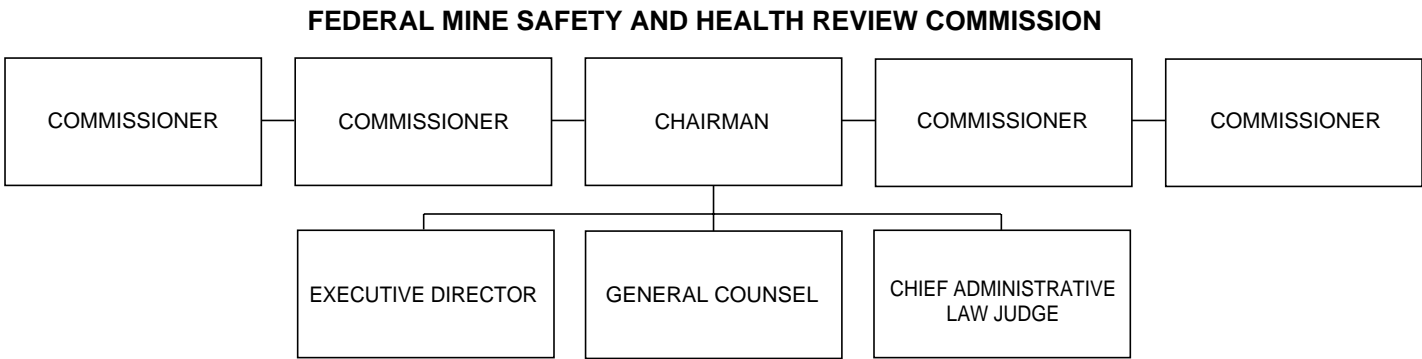 FEDERAL MINE SAFETY AND HEALTH REVIEW COMMISSION
COMMISSIONER
COMMISSIONER
CHAIRMAN
COMMISSIONER
COMMISSIONER
EXECUTIVE DIRECTOR
GENERAL COUNSEL
CHIEF ADMINISTRATIVE
LAW JUDGE